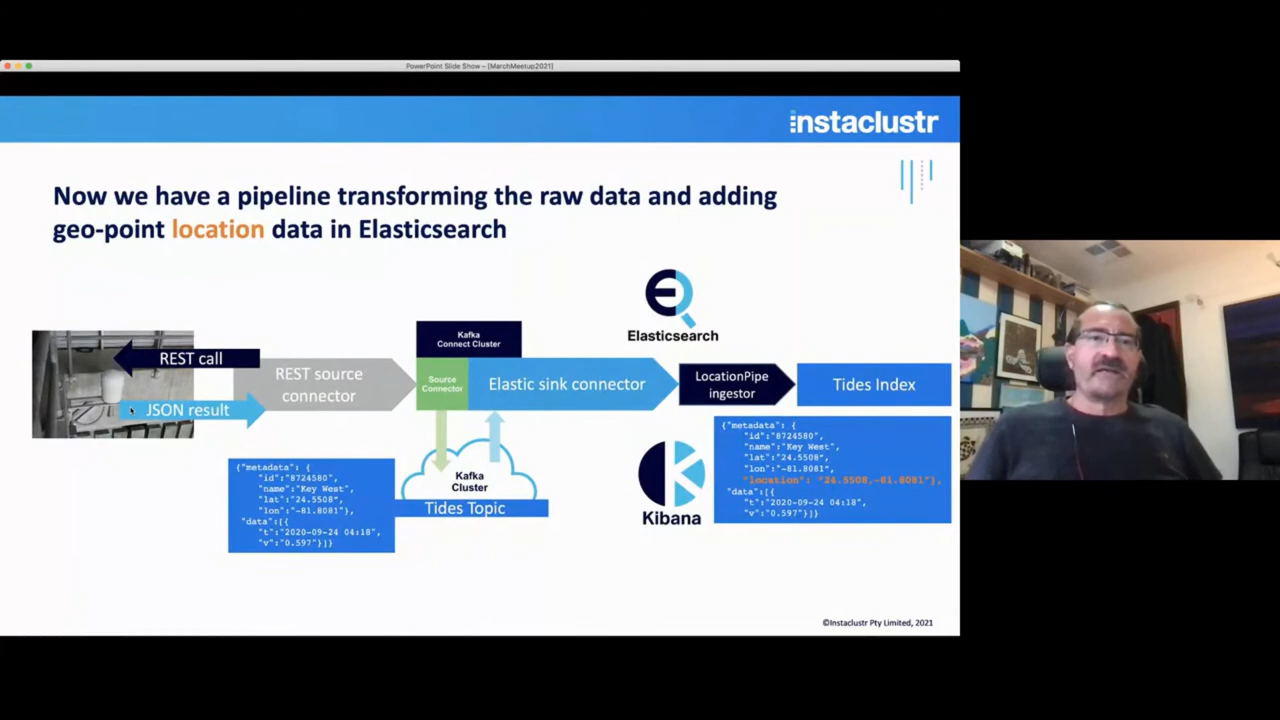 PowerPoint Slide Show – [MarchMeetup2021]
instaclustr
Now we have a pipeline transforming the raw data and adding
geo-point location data in Elasticsearch
Elasticsearch
Kafka
Connect Cluster
REST call
REST source
connector
Source
Connector
Elastic sink connector
LocationPipe
ingestor
Tides Index
JSON result
{"metadata": {
"id":"8724580",
"name":"Key West",
"lat":"24.5508",
"lon":"-81.8081"},
"location": "24.5508,-81.8081"},
"data":[{
"t":"2020-09-24 04:18",
"v":"0.597"}]}
{"metadata": {
"id":"8724580",
"name":"Key West",
"lat":"24.5508"
"lon":"-81.8081"},
"data":[{
"t":"2020-09-24 04:18",
"v":"0.597"}]}
Kafka
Cluster
Tides Topic
Kibana
©Instaclustr Pty Limited, 2021